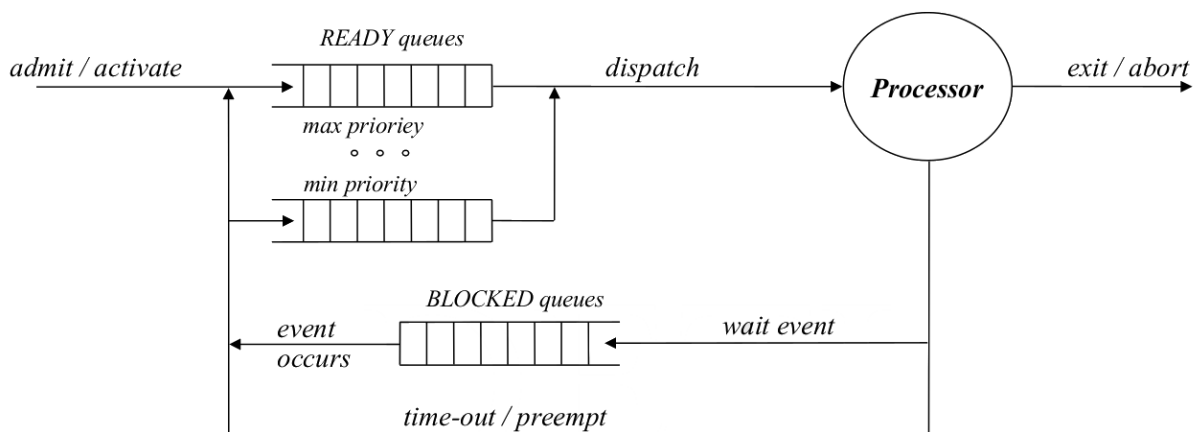 READY queues
admit / activate
dispatch
Processor
exit / abort
max prioriey
min priority
BLOCKED queues
event
occurs
wait event
time-out / preempt